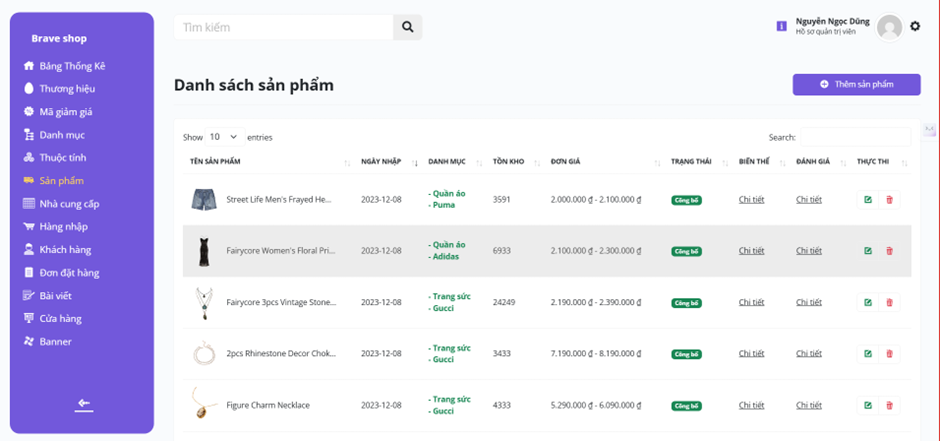 Brave shop
Bảng Thống Kê
Thương hiệu
Mã giảm giá
Danh mục
Thuộc tính
Sản phẩm
Nhà cung cấp
Hàng nhập
Khách hàng
Đơn đặt hàng
Bài viết
Cửa hàng
Banner
Tìm kiếm
Nguyễn Ngọc Dũng
Hồ sơ quản trị viên
Danh sách sản phẩm
Thêm sản phẩm
Show 10 entries
Search:
TÊN SẢN PHẨM NGÀY NHẬP DANH MỤC TỒN KHO ĐƠN GIÁ TRẠNG THÁI BIẾN THỂ ĐÁNH GIÁ THỰC THI
Street Life Men's Frayed He... 2023-12-08 - Quần áo 3591 2.000.000 ₫ - 2.100.000 ₫ Công bố Chi tiết Chi tiết
- Puma
Fairycore Women's Floral Pri... 2023-12-08 - Quần áo 6933 2.100.000 ₫ - 2.300.000 ₫ Công bố Chi tiết Chi tiết
- Adidas
Fairycore 3pcs Vintage Stone... 2023-12-08 - Trang sức 24249 2.190.000 ₫ - 2.390.000 ₫ Công bố Chi tiết Chi tiết
- Gucci
2pcs Rhinestone Decor Chok... 2023-12-08 - Trang sức 3433 7.190.000 ₫ - 8.190.000 ₫ Công bố Chi tiết Chi tiết
- Gucci
Figure Charm Necklace 2023-12-08 - Trang sức 4333 5.290.000 ₫ - 6.090.000 ₫ Công bố Chi tiết Chi tiết
- Gucci